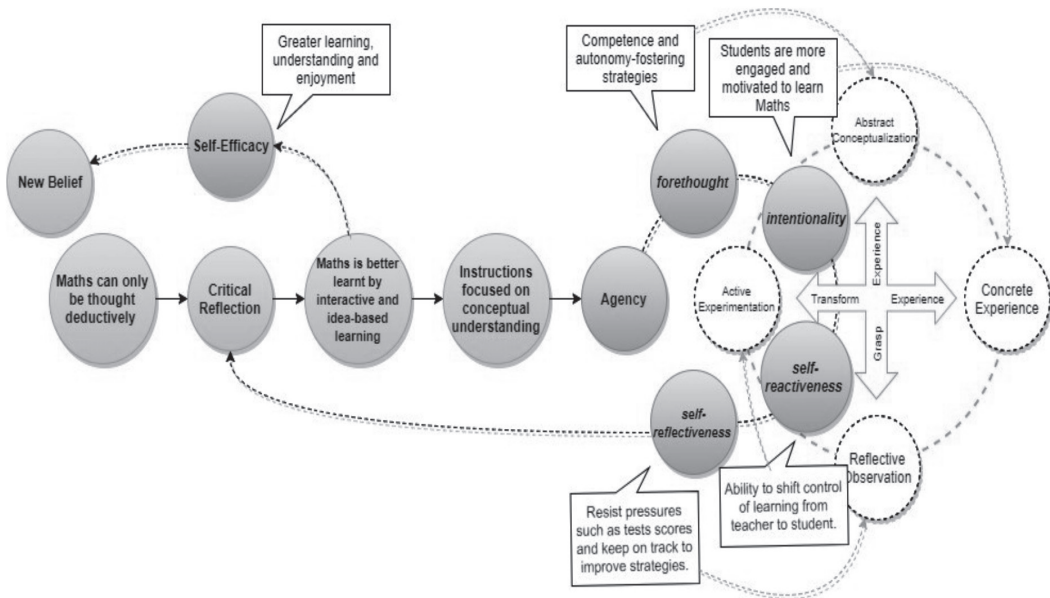 Greater learning,
understanding and
enjoyment
Competence and
autonomy-fostering
strategies
Students are more
engaged and
motivated to learn
Maths
Self-Efficacy
New Belief
Abstract
Conceptualization
forethought
intentionality
Maths can only
be thought
deductively
Critical
Reflection
Maths is better
learnt by
interactive and
idea-based
learning
Instructions
focused on
conceptual
understanding
Agency
Active
Experimentation
Transform
Experience
Experience
Grasp
Concrete
Experience
self-
reactiveness
self-
reflectiveness
Reflective
Observation
Resist pressures
such as tests scores
and keep on track to
improve strategies.
Ability to shift control
of learning from
teacher to student.